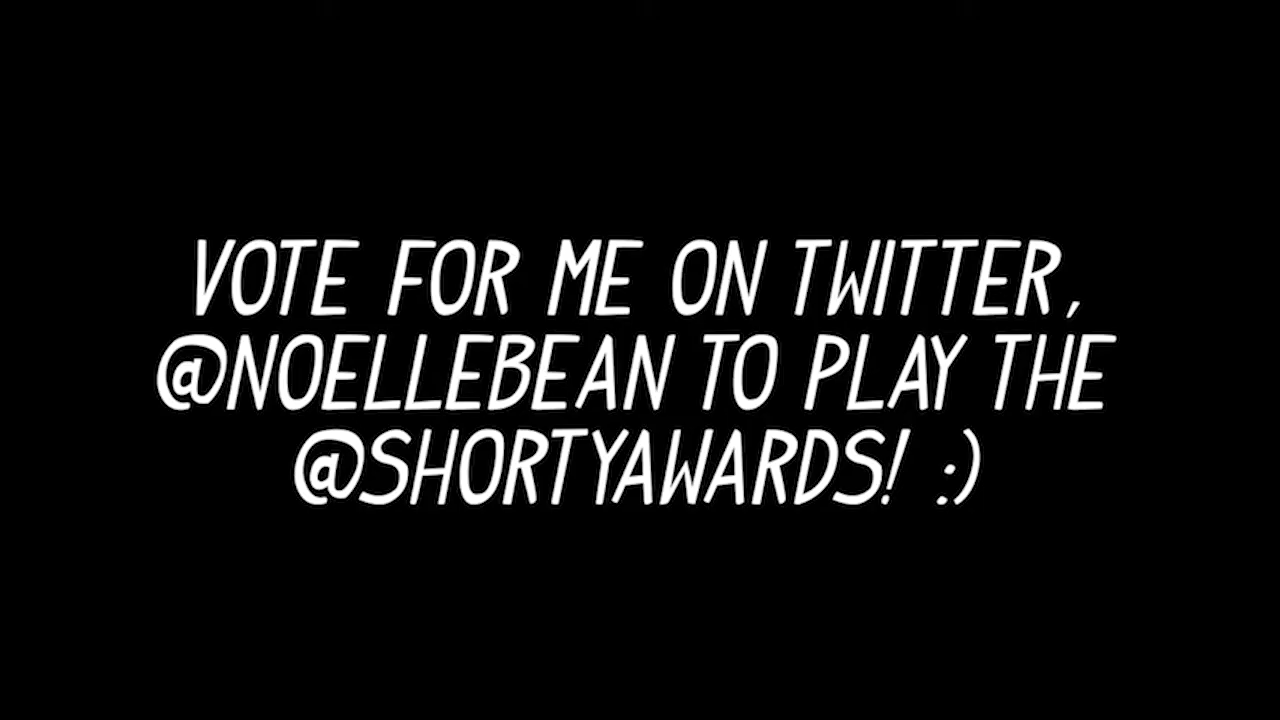 VOTE FOR ME ON TWITTER,
@NOELLEBEAN TO PLAY THE
@SHORTYAWARDS! :)